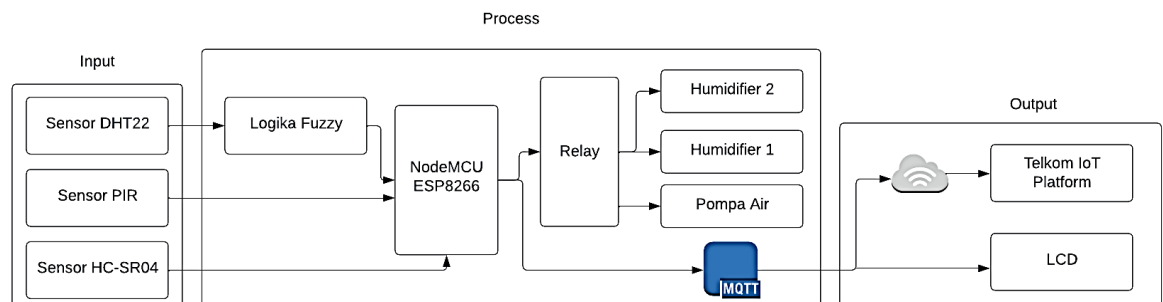 Process
Input
Output
Sensor DHT22
Logika Fuzzy
NodeMCU
ESP8266
Relay
Humidifier 2
Humidifier 1
Pompa Air
Sensor PIR
Sensor HC-SR04
MQTT
Telkom IoT
Platform
LCD